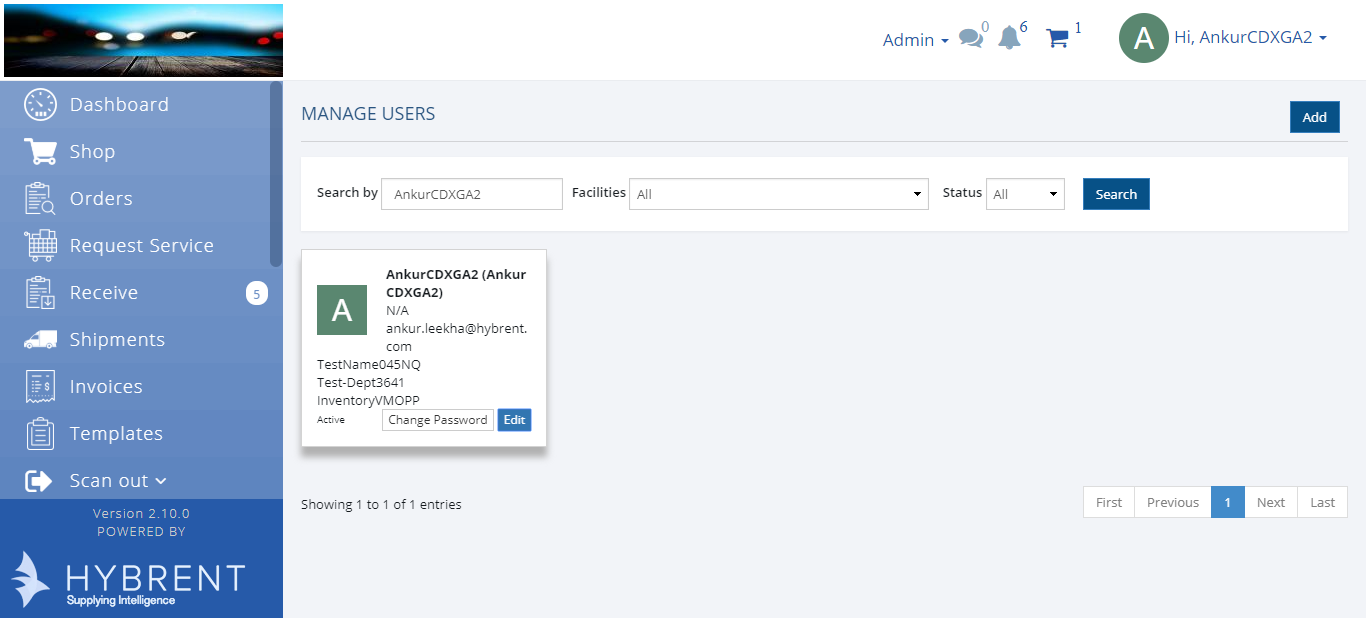 Admin
0
6
1
A
Hi, AnkurCDXGA2
Dashboard
Shop
Orders
Request Service
Receive
5
Shipments
Invoices
Templates
Scan out
Version 2.10.0
POWERED BY
HYBRENT
Supplying Intelligence
MANAGE USERS
Add
Search by
AnkurCDXGA2
Facilities
All
Status
All
Search
A
AnkurCDXGA2 (Ankur
CDXGA2)
N/A
ankur.leekha@hybrent.
com
TestName045NQ
Test-Dept3641
InventoryVMOPP
Active
Change Password
Edit
Showing 1 to 1 of 1 entries
First
Previous
1
Next
Last